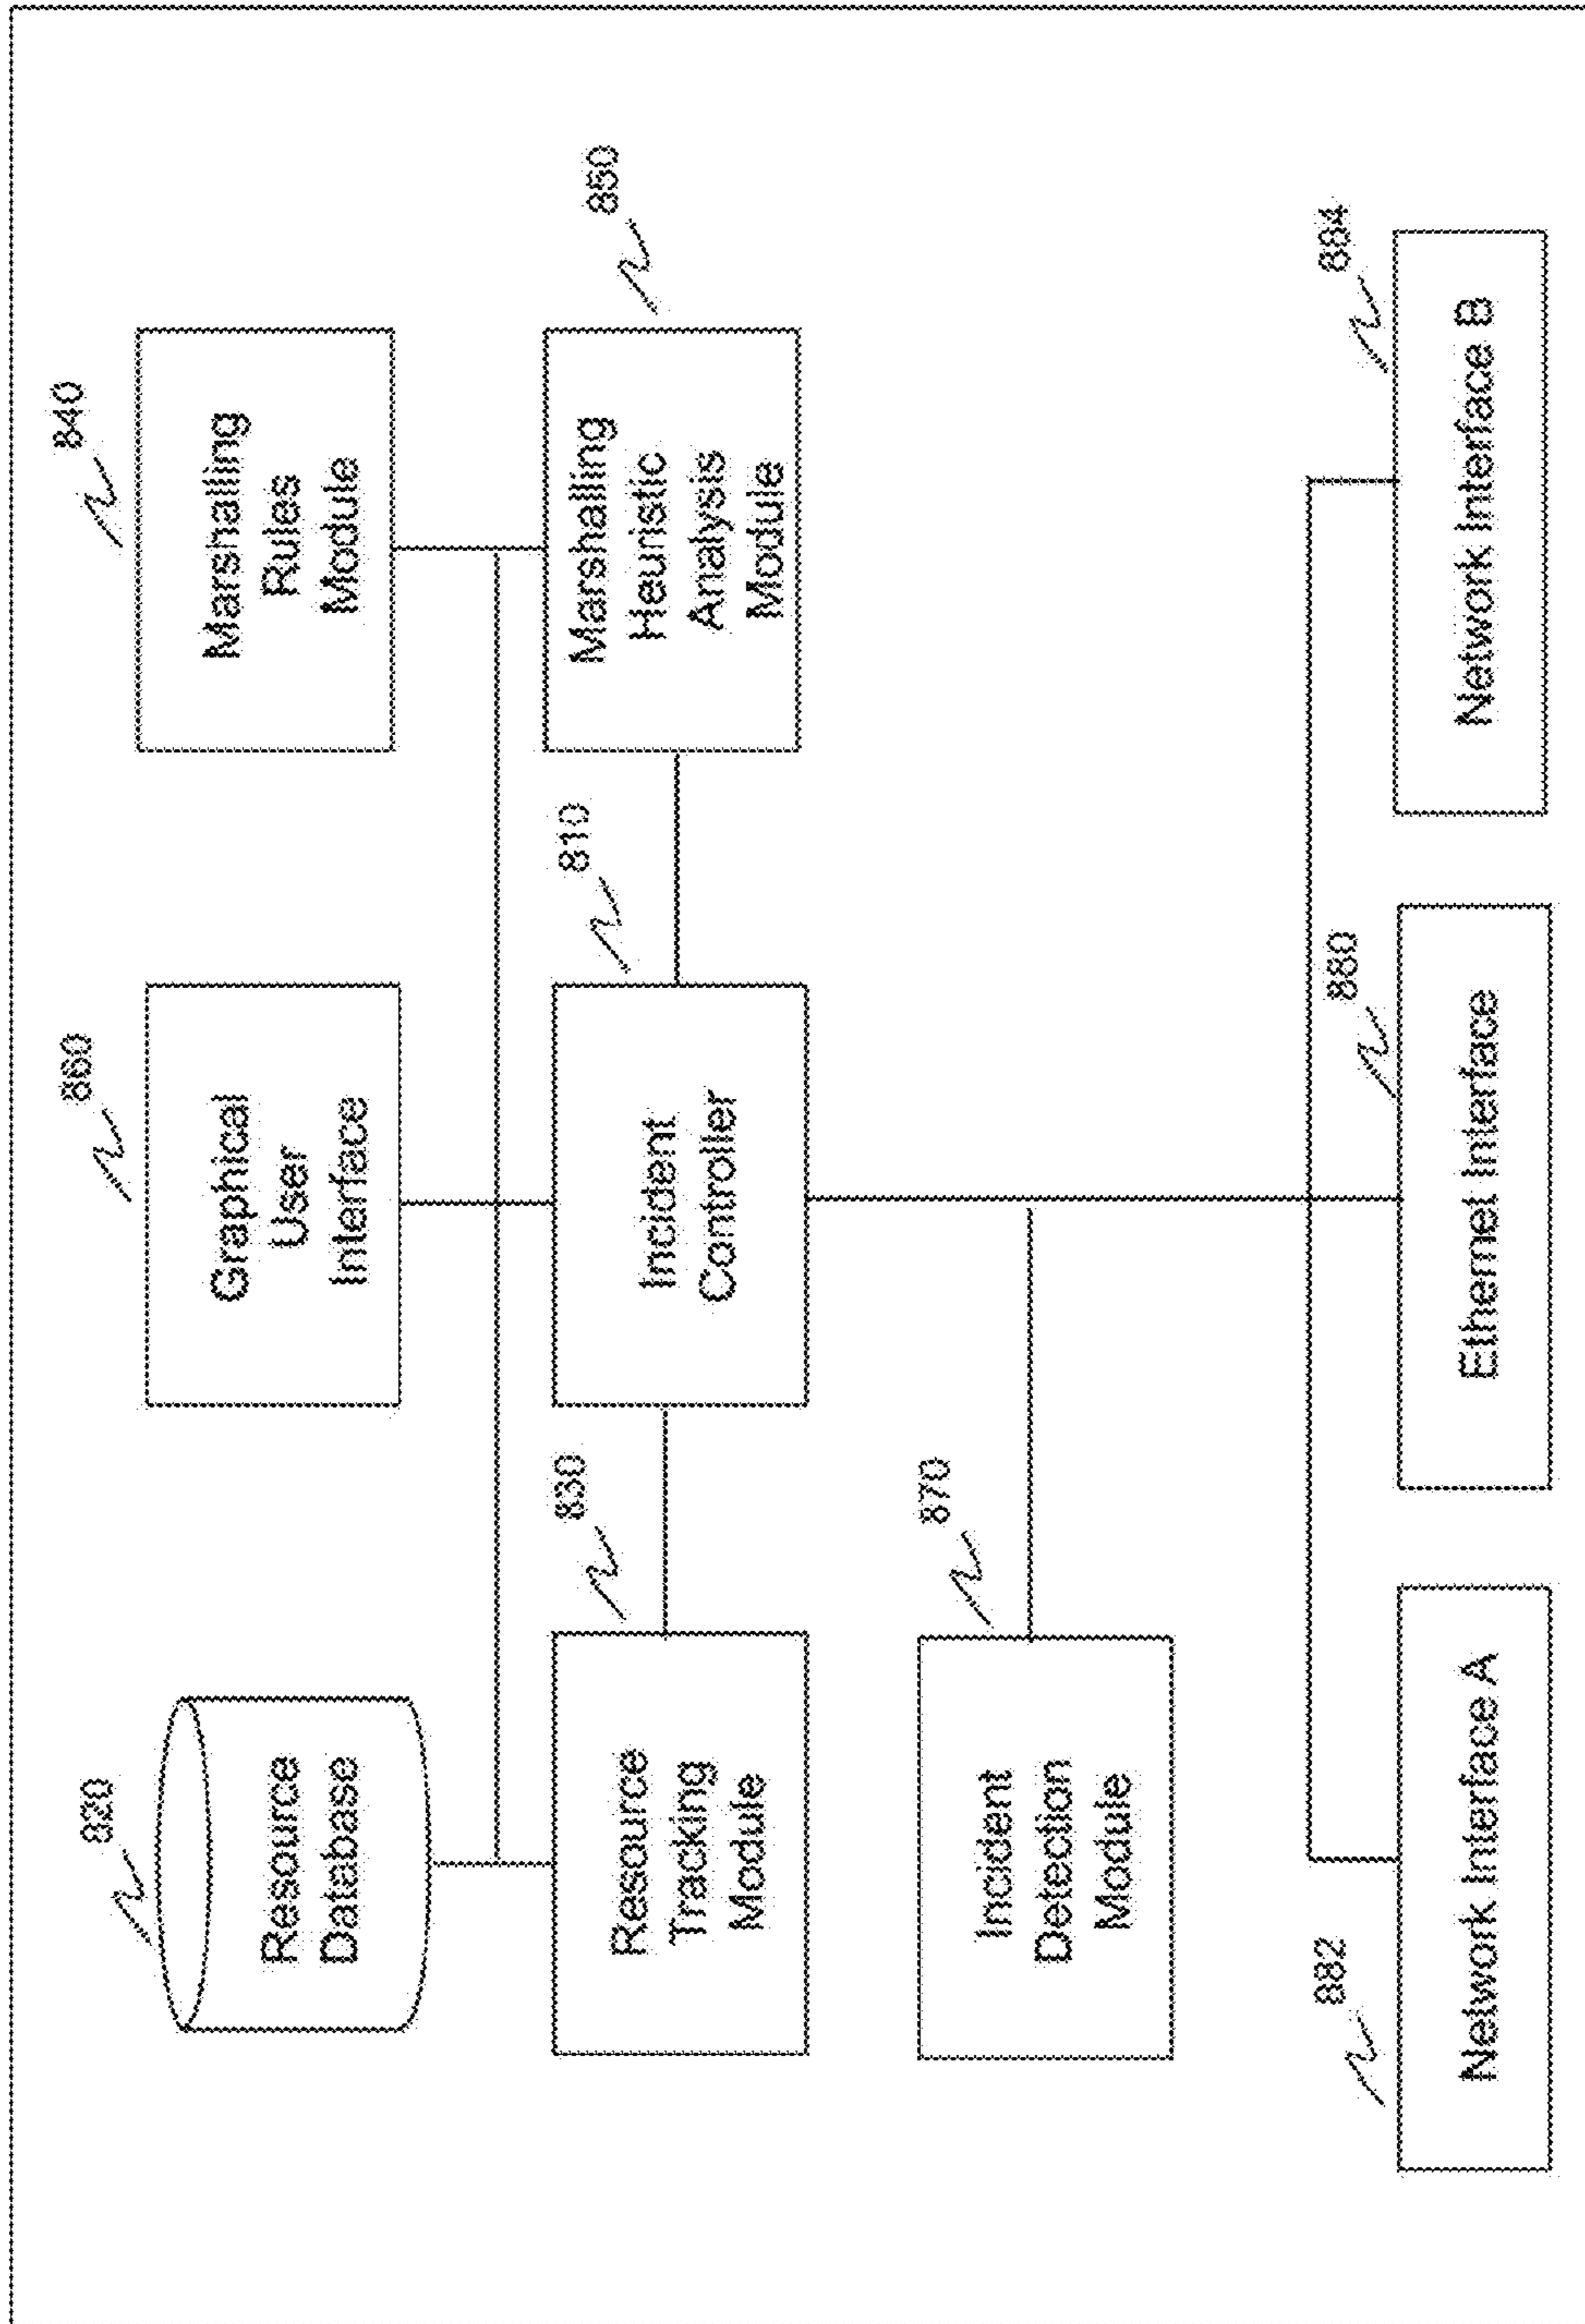 820
Resource
Database
860
Graphical
User
Interface
840
Marshalling
Rules
Module
830
Resource
Tracking
Module
810
Incident
Controller
850
Marshalling
Heuristic
Analysis
Module
870
Incident
Detection
Module
882
Network Interface A
880
Ethernet Interface
884
Network Interface B